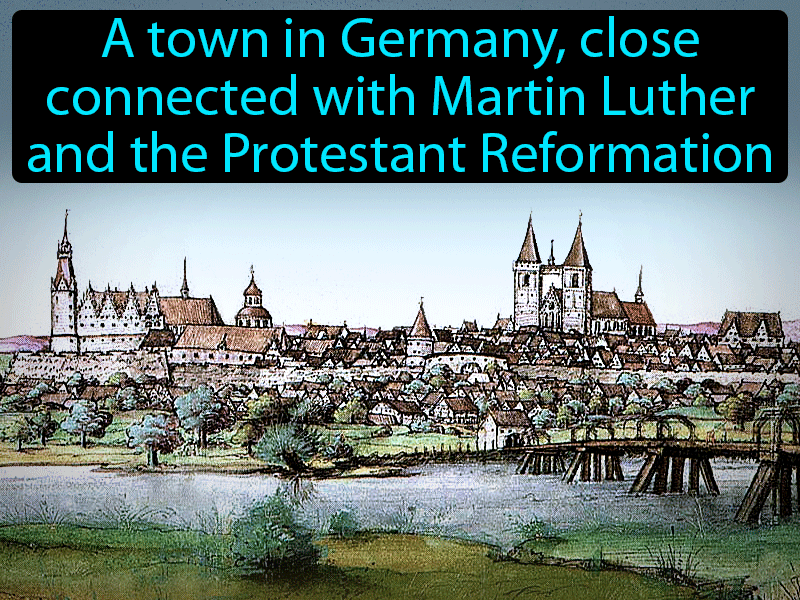 A town in Germany, close
connected with Martin Luther
and the Protestant Reformation